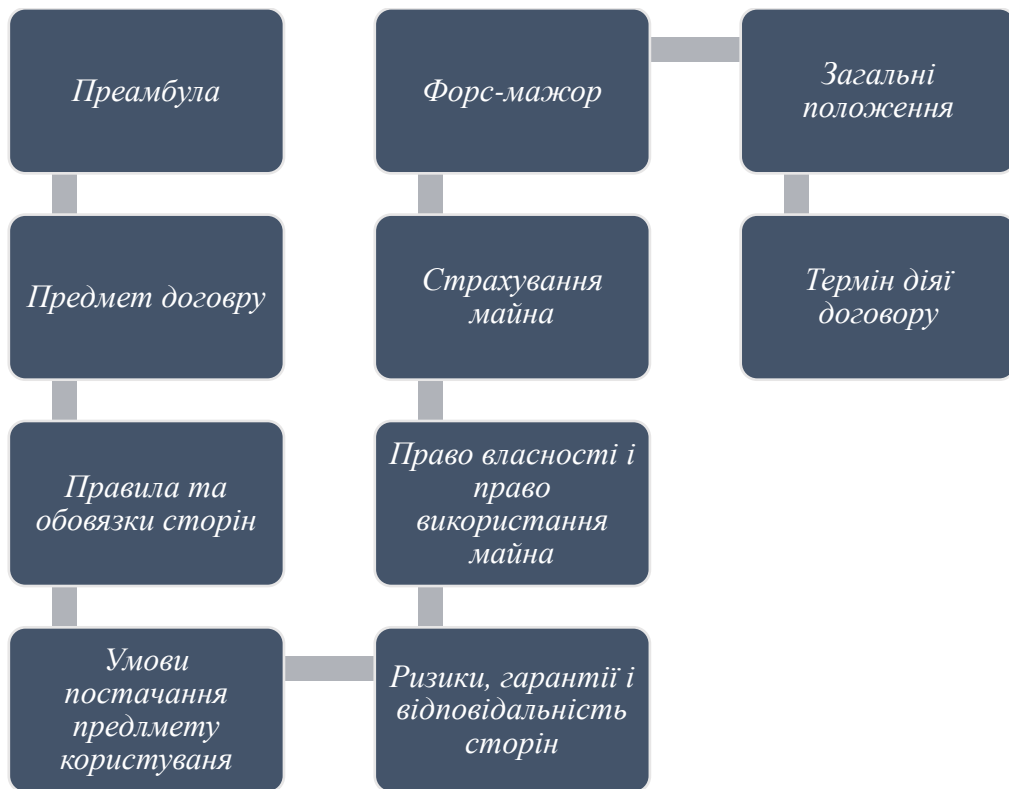 Преамбула
Предмет договру
Правила та
обовязки сторін
Умови
постачання
предлмету
користуваня
Ризики, гарантії і
відповідальність
сторін
Право власності і
право
використання
майна
Страхування
майна
Форс-мажор
Загальні
положення
Термін діяї
договору